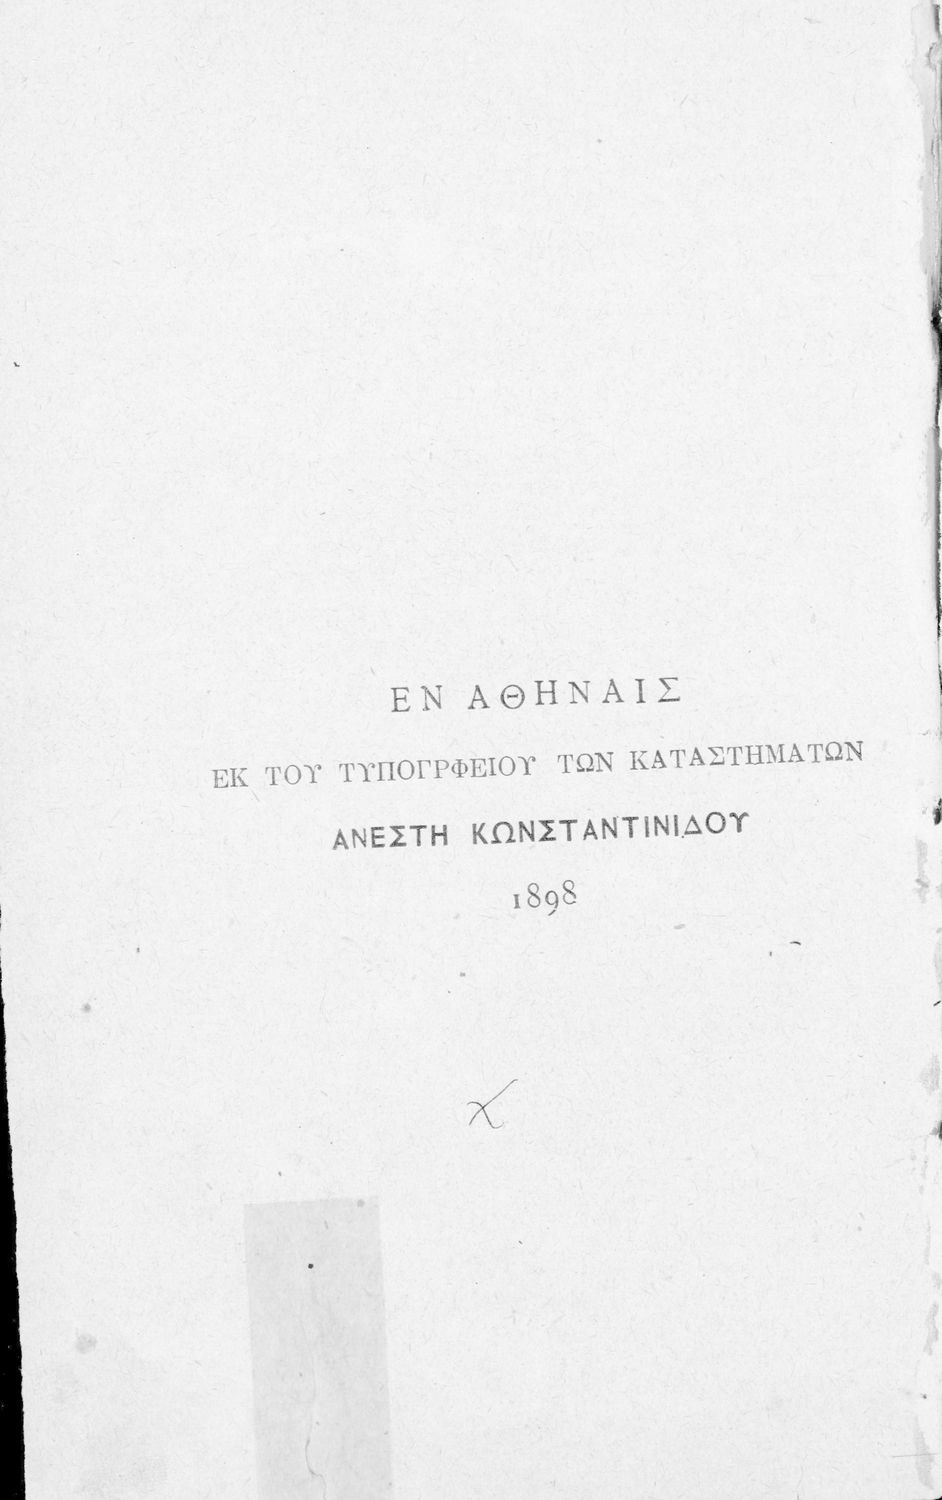 ΕΝ ΑΘΗΝΑΙΣ
ΕΚ ΤΟΥ ΤΥΠΟΓΡΦΕΙΟΥ ΤΩΝ ΚΑΤΑΣΤΗΜΑΤΩΝ
ΑΝΕΣΤΗ ΚΩΝΣΤΑΝΤΙΝΙΔΟΥ
1898